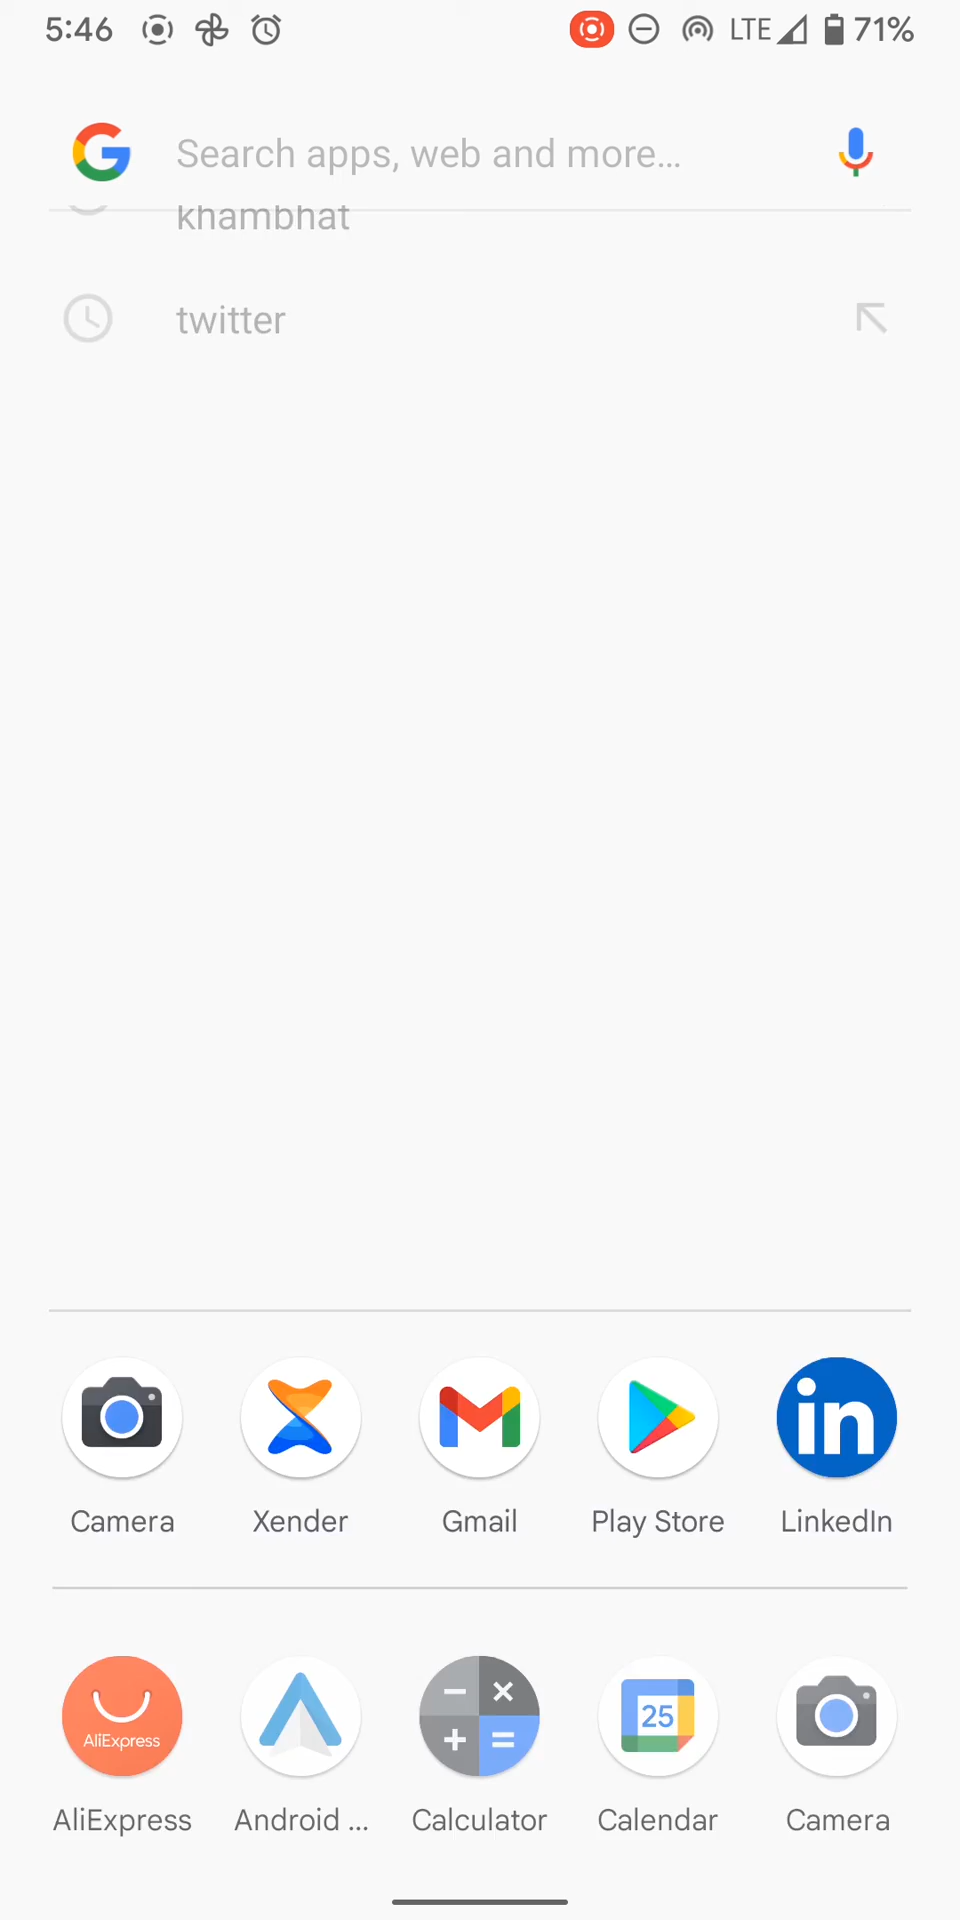 5:46 LTE 71%
Search apps, web and more...
khambhat
twitter
Camera Xender Gmail Play Store LinkedIn
AliExpress
25
AliExpress Android ... Calculator Calendar Camera